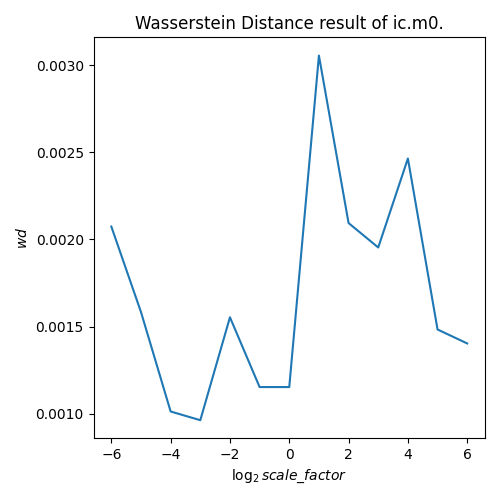 Wasserstein Distance result of ic.m0.
0.0030
0.0025
0.0020
0.0015
0.0010
wd
−6 −4 −2 0 2 4 6
log₂ scale_factor